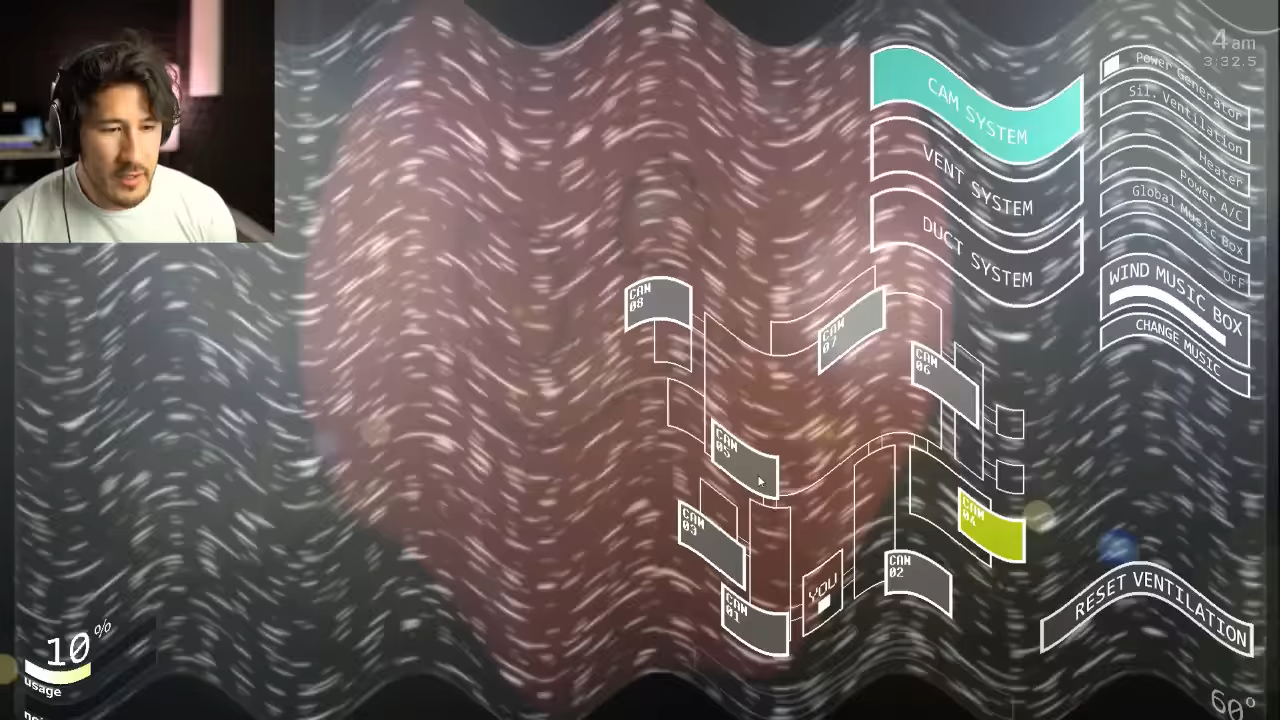 4 am
3:32.5
Power Generator
Sil. Ventilation
Heater
Power A/C
Global Music Box
OFF
WIND MUSIC BOX
CHANGE MUSIC
CAM SYSTEM
VENT SYSTEM
DUCT SYSTEM
CAM
08
CAM
07
CAM
06
CAM
05
CAM
04
CAM
03
CAM
02
CAM
01
YOU
RESET VENTILATION
10%
usage
60°